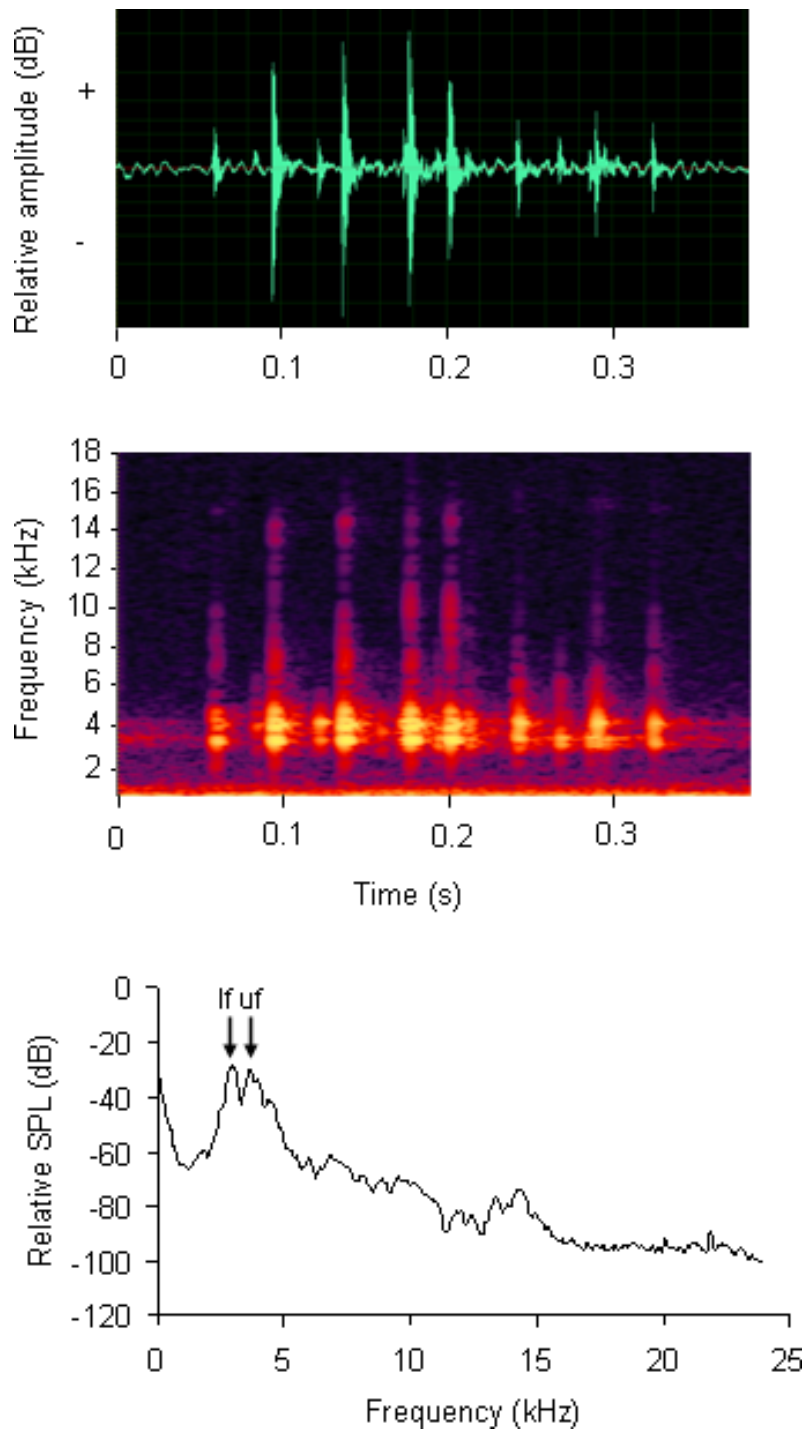 Relative amplitude (dB)
+
-
0 0.1 0.2 0.3
Frequency (kHz)
18
16
14
12
10
8
6
4
2
0 0.1 0.2 0.3
Time (s)
Relative SPL (dB)
lf uf
0
-20
-40
-60
-80
-100
-120
0 5 10 15 20 25
Frequency (kHz)